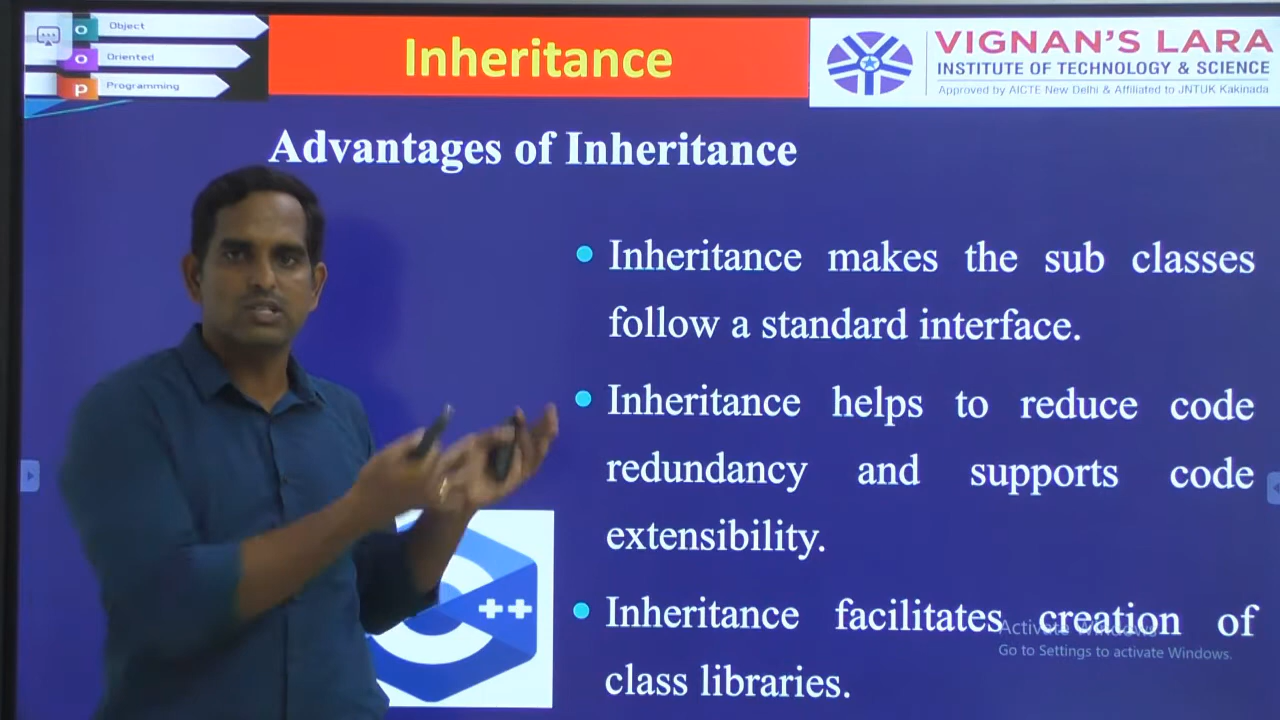 O Object
O Oriented
P Programming
Inheritance
VIGNAN'S LARA
INSTITUTE OF TECHNOLOGY & SCIENCE
Approved by AICTE New Delhi & Affiliated to JNTUK Kakinada
Advantages of Inheritance
• Inheritance makes the sub classes
follow a standard interface.
• Inheritance helps to reduce code
redundancy and supports code
extensibility.
++
• Inheritance facilitates creation of
class libraries.
Activate Windows
Go to Settings to activate Windows.